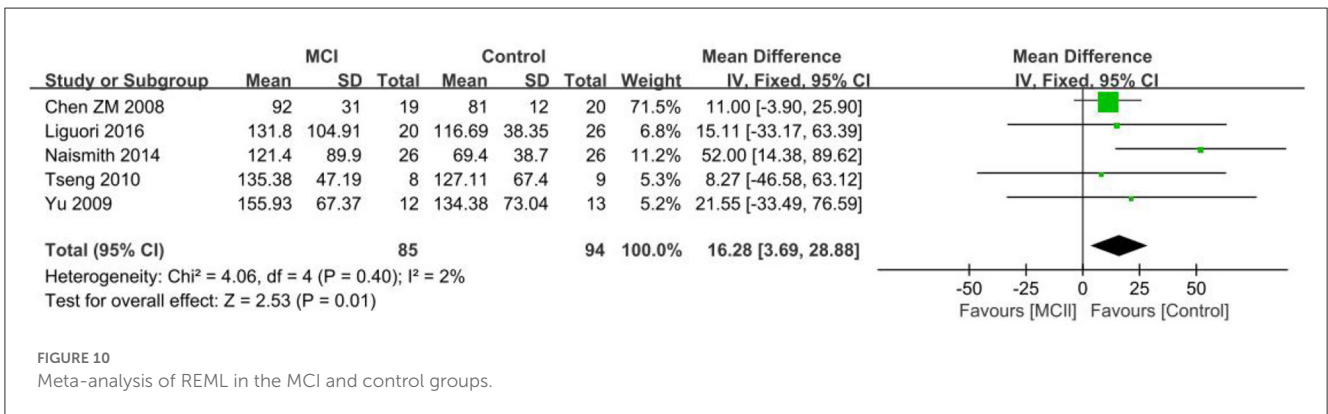 MCI Control Mean Difference Mean Difference
Study or Subgroup Mean SD Total Mean SD Total Weight IV, Fixed, 95% CI IV, Fixed, 95% CI
Chen ZM 2008 92 31 19 81 12 20 71.5% 11.00 [-3.90, 25.90]
Liguori 2016 131.8 104.91 20 116.69 38.35 26 6.8% 15.11 [-33.17, 63.39]
Naismith 2014 121.4 89.9 26 69.4 38.7 26 11.2% 52.00 [14.38, 89.62]
Tseng 2010 135.38 47.19 8 127.11 67.4 9 5.3% 8.27 [-46.58, 63.12]
Yu 2009 155.93 67.37 12 134.38 73.04 13 5.2% 21.55 [-33.49, 76.59]
Total (95% CI) 85 94 100.0% 16.28 [3.69, 28.88]
Heterogeneity: Chi² = 4.06, df = 4 (P = 0.40); I² = 2%
Test for overall effect: Z = 2.53 (P = 0.01)
-50 -25 0 25 50
Favours [MCII] Favours [Control]
FIGURE 10
Meta-analysis of REML in the MCI and control groups.